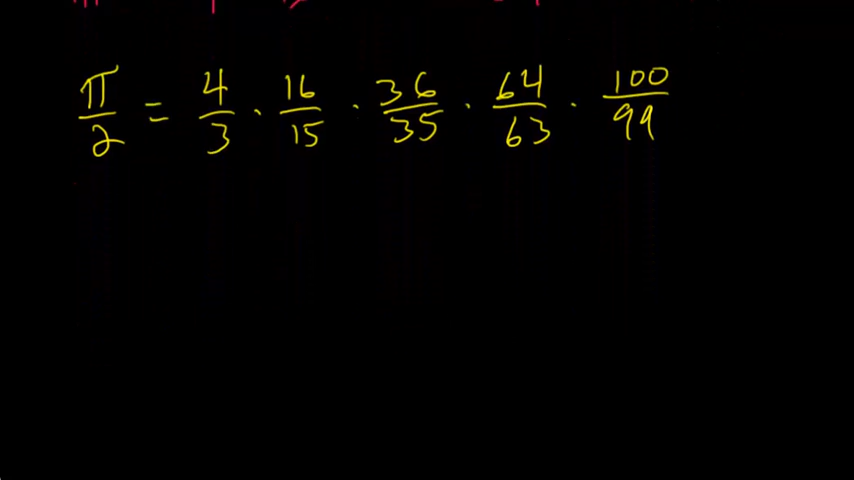 π/2 = 4/3 · 16/15 · 36/35 · 64/63 · 100/99